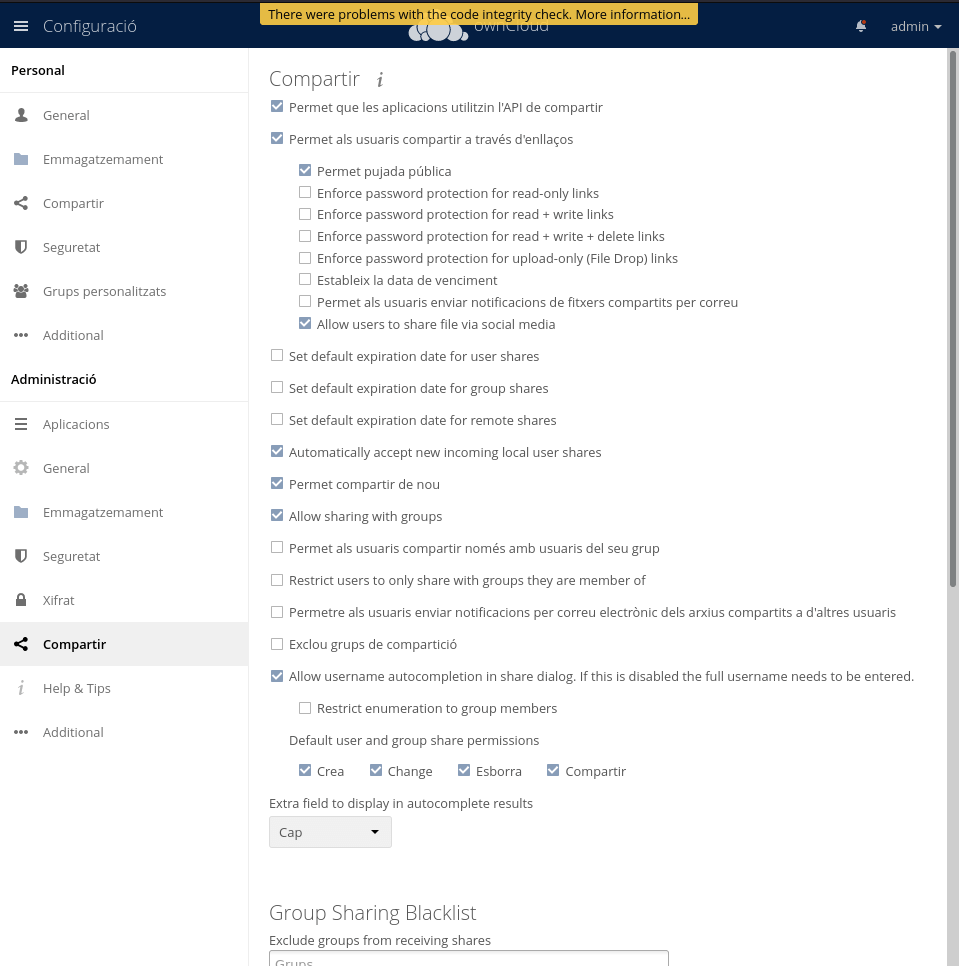 There were problems with the code integrity check. More information...
Configuració
ownCloud
admin
Personal
General
Emmagatzemament
Compartir
Seguretat
Grups personalitzats
Additional
Administració
Aplicacions
General
Emmagatzemament
Seguretat
Xifrat
Compartir
Help & Tips
Additional
Compartir
Permet que les aplicacions utilitzin l'API de compartir
Permet als usuaris compartir a través d'enllaços
Permet pujada pública
Enforce password protection for read-only links
Enforce password protection for read + write links
Enforce password protection for read + write + delete links
Enforce password protection for upload-only (File Drop) links
Estableix la data de venciment
Permet als usuaris enviar notificacions de fitxers compartits per correu
Allow users to share file via social media
Set default expiration date for user shares
Set default expiration date for group shares
Set default expiration date for remote shares
Automatically accept new incoming local user shares
Permet compartir de nou
Allow sharing with groups
Permet als usuaris compartir només amb usuaris del seu grup
Restrict users to only share with groups they are member of
Permetre als usuaris enviar notificacions per correu electrònic dels arxius compartits a d'altres usuaris
Exclou grups de compartició
Allow username autocompletion in share dialog. If this is disabled the full username needs to be entered.
Restrict enumeration to group members
Default user and group share permissions
Crea Change Esborra Compartir
Extra field to display in autocomplete results
Cap
Group Sharing Blacklist
Exclude groups from receiving shares
Grups